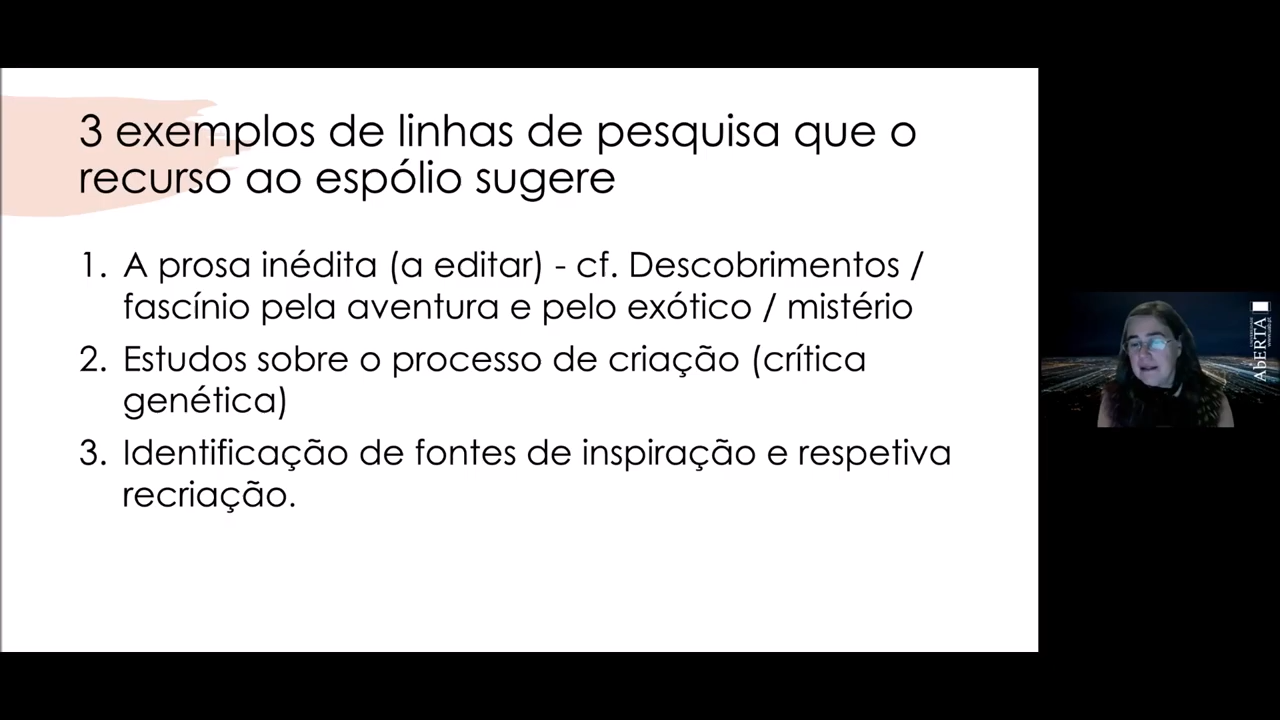 3 exemplos de linhas de pesquisa que o
recurso ao espólio sugere
1. A prosa inédita (a editar) - cf. Descobrimentos /
fascínio pela aventura e pelo exótico / mistério
2. Estudos sobre o processo de criação (crítica
genética)
3. Identificação de fontes de inspiração e respetiva
recriação.
AbERTA